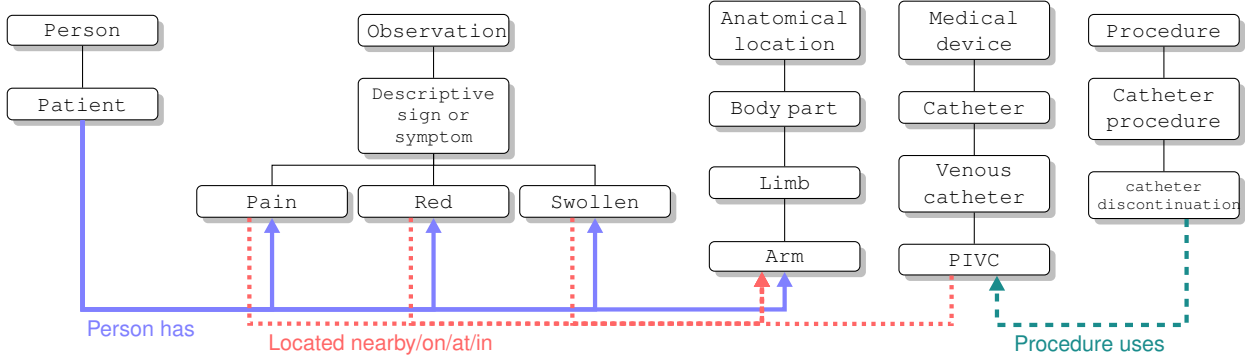 Person
Patient
Observation
Descriptive
sign or
symptom
Pain
Red
Swollen
Anatomical
location
Body part
Limb
Arm
Medical
device
Catheter
Venous
catheter
PIVC
Procedure
Catheter
procedure
catheter
discontinuation
Person has
Located nearby/on/at/in
Procedure uses